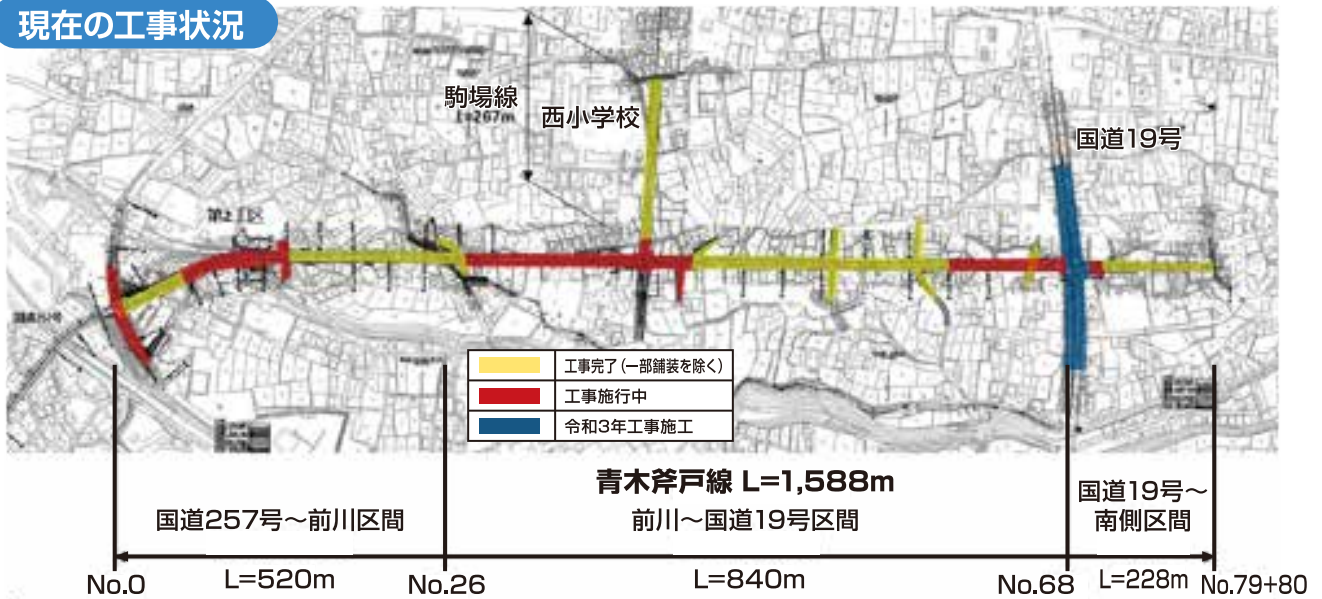 現在の工事状況
駒場線
L=267m
西小学校
国道19号
工事完了(一部舗装を除く)
工事施行中
令和3年工事施工
青木斧戸線 L=1,588m
国道257号〜前川区間
前川〜国道19号区間
国道19号〜
南側区間
No.0
L=520m
No.26
L=840m
No.68
L=228m
No.79+80